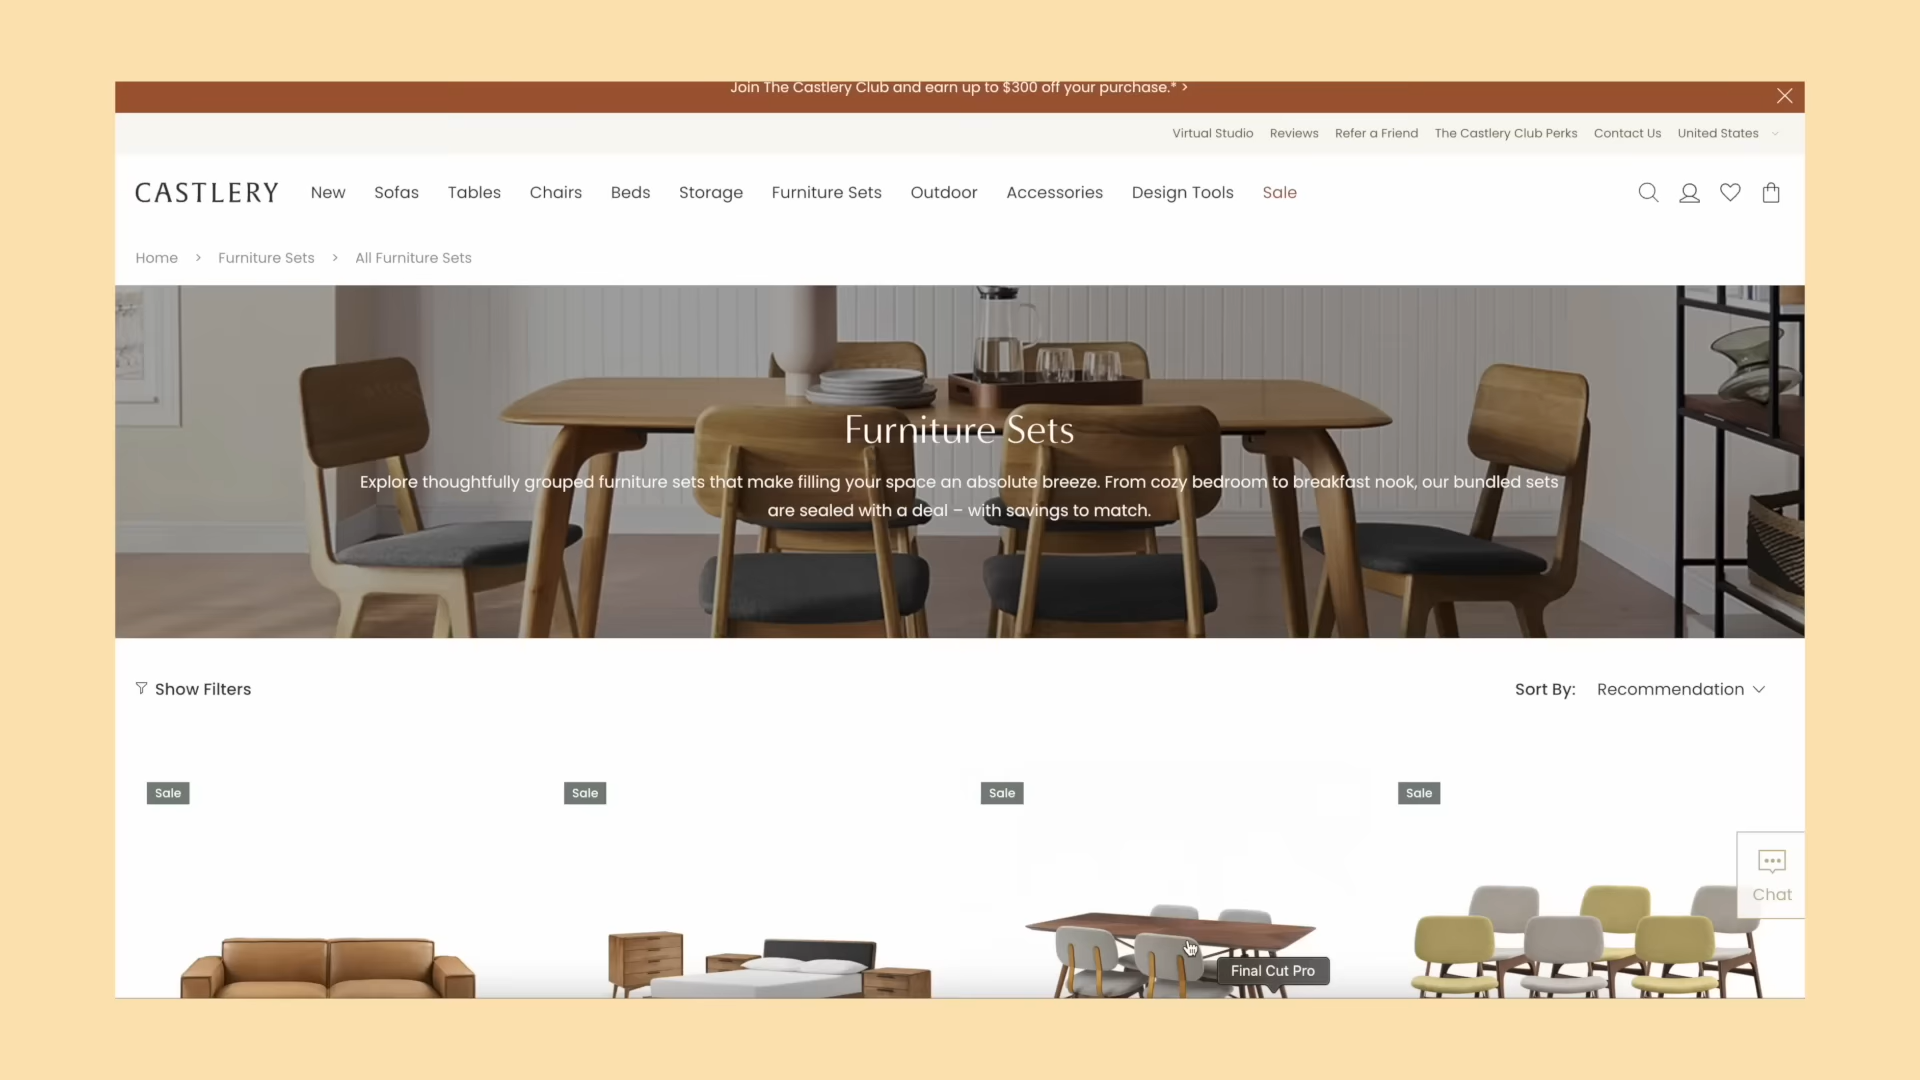 Join The Castlery Club and earn up to $300 off your purchase.* >
Virtual Studio Reviews Refer a Friend The Castlery Club Perks Contact Us United States
CASTLERY New Sofas Tables Chairs Beds Storage Furniture Sets Outdoor Accessories Design Tools Sale
Home > Furniture Sets > All Furniture Sets
Furniture Sets
Explore thoughtfully grouped furniture sets that make filling your space an absolute breeze. From cozy bedroom to breakfast nook, our bundled sets
are sealed with a deal – with savings to match.
Show Filters Sort By: Recommendation
Sale Sale Sale Sale
Chat
Final Cut Pro